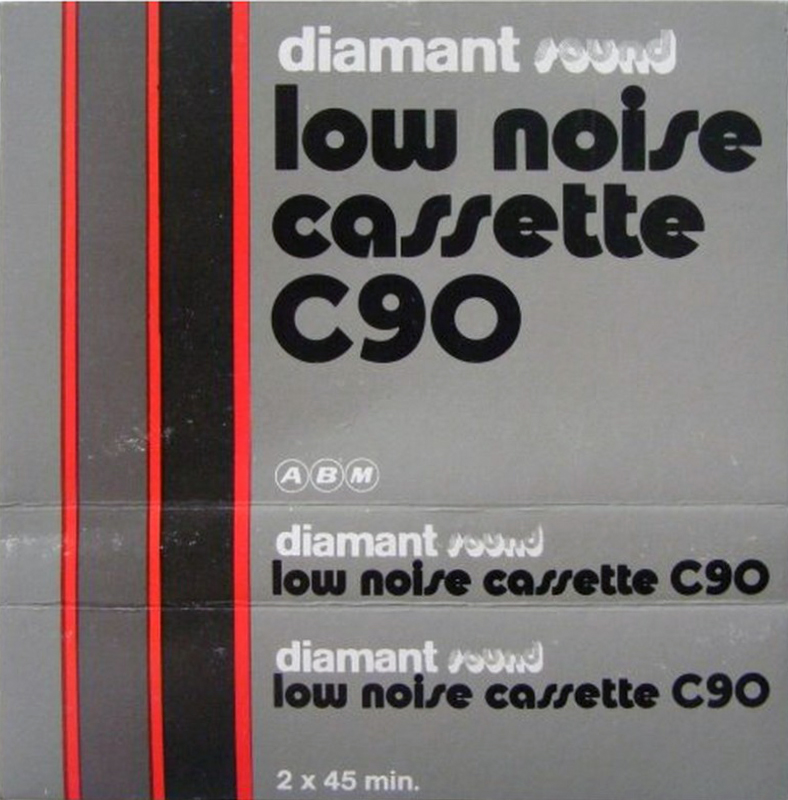 diamant sound
low noise
cassette
C90
ABM
diamant sound
low noise cassette C90
diamant sound
low noise cassette C90
2 x 45 min.